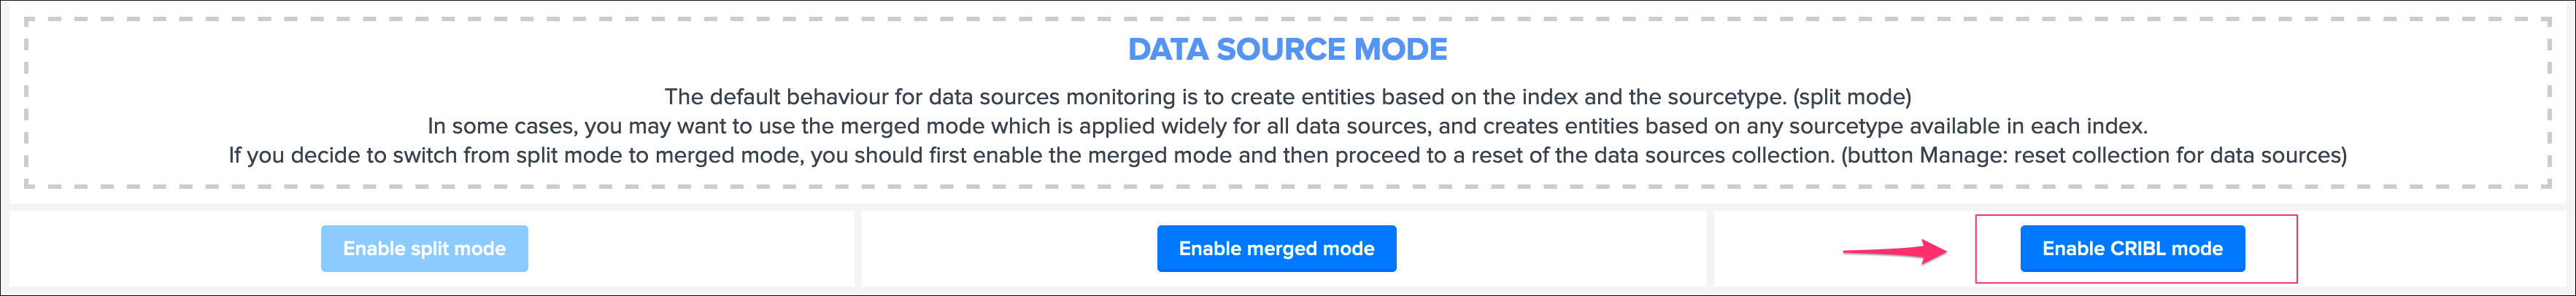 DATA SOURCE MODE
The default behaviour for data sources monitoring is to create entities based on the index and the sourcetype. (split mode)
In some cases, you may want to use the merged mode which is applied widely for all data sources, and creates entities based on any sourcetype available in each index.
If you decide to switch from split mode to merged mode, you should first enable the merged mode and then proceed to a reset of the data sources collection. (button Manage: reset collection for data sources)
Enable split mode
Enable merged mode
Enable CRIBL mode